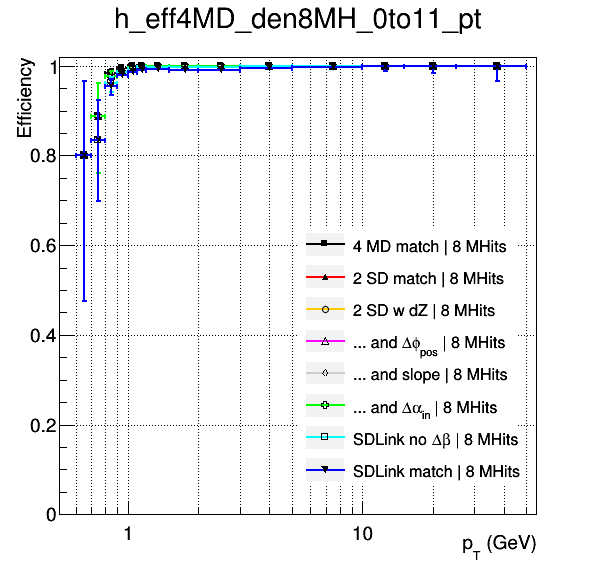 h_eff4MD_den8MH_0to11_pt
Efficiency
1
0.8
0.6
0.4
0.2
0
4 MD match | 8 MHits
2 SD match | 8 MHits
2 SD w dZ | 8 MHits
... and Δϕpos | 8 MHits
... and slope | 8 MHits
... and Δαin | 8 MHits
SDLink no Δβ | 8 MHits
SDLink match | 8 MHits
1 10
pT (GeV)